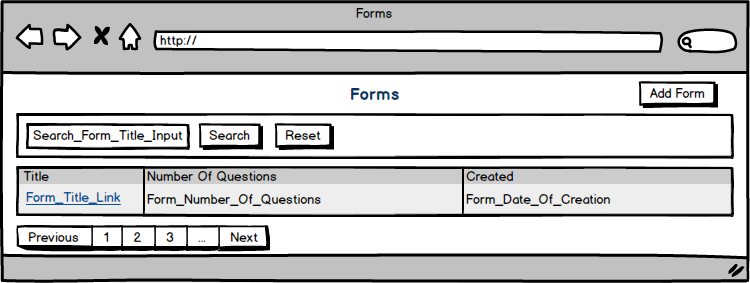 Forms
http://
Forms
Add Form
Search_Form_Title_Input Search Reset
Title Number Of Questions Created
Form_Title_Link Form_Number_Of_Questions Form_Date_Of_Creation
Previous 1 2 3 ... Next